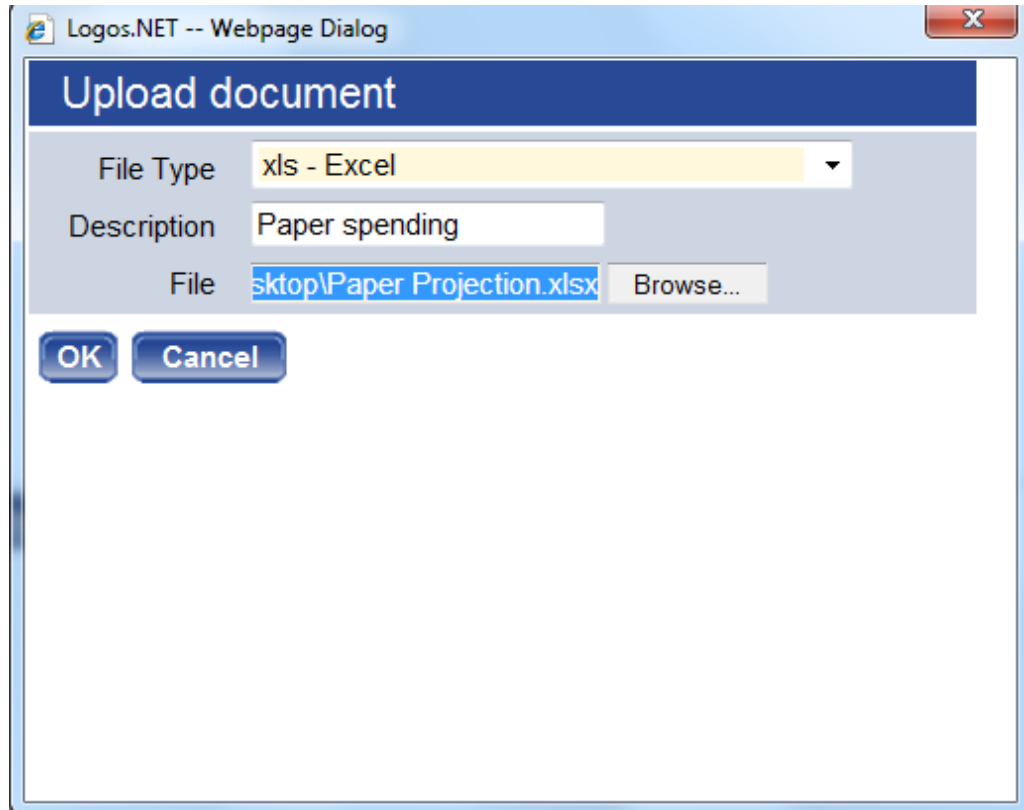 Logos.NET -- Webpage Dialog
x
Upload document
File Type xls - Excel
Description Paper spending
File sktop\Paper Projection.xlsx Browse...
OK Cancel